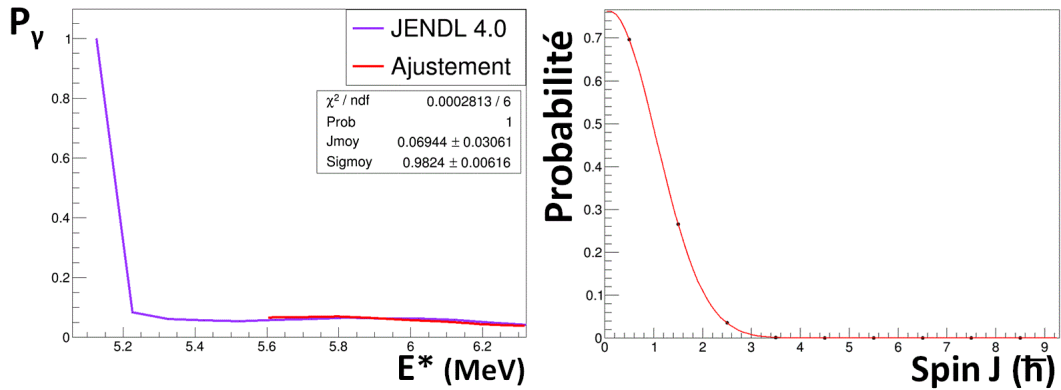 Pγ
1
0.8
0.6
0.4
0.2
0
5.2 5.4 5.6 5.8 6 6.2
E* (MeV)
JENDL 4.0
Ajustement
χ² / ndf 0.0002813 / 6
Prob 1
Jmoy 0.06944 ± 0.03061
Sigmoy 0.9824 ± 0.00616
Probabilité
0.7
0.6
0.5
0.4
0.3
0.2
0.1
0
0 1 2 3 4 5 6 7 8 9
Spin J (ħ)